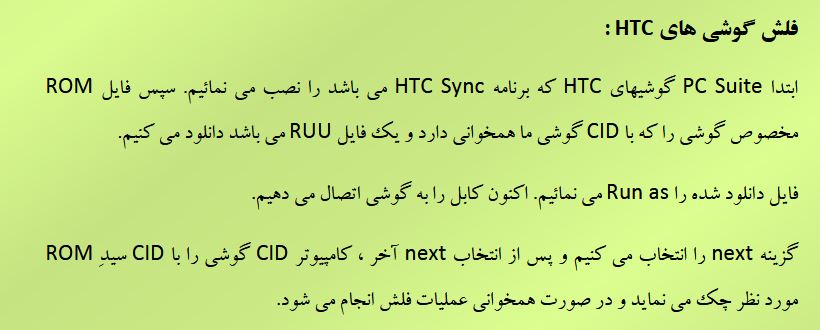 فلش گوشی های HTC :
ابتدا PC Suite گوشیهای HTC که برنامه HTC Sync می باشد را نصب می نمائیم. سپس فایل ROM
مخصوص گوشی را که با CID گوشی ما همخوانی دارد و یک فایل RUU می باشد دانلود می کنیم.
فایل دانلود شده را Run as می نمائیم. اکنون کابل را به گوشی اتصال می دهیم.
گزینه next را انتخاب می کنیم و پس از انتخاب next آخر ، کامپیوتر CID گوشی را با CID سیدِ ROM
مورد نظر چک می نماید و در صورت همخوانی عملیات فلش انجام می شود.